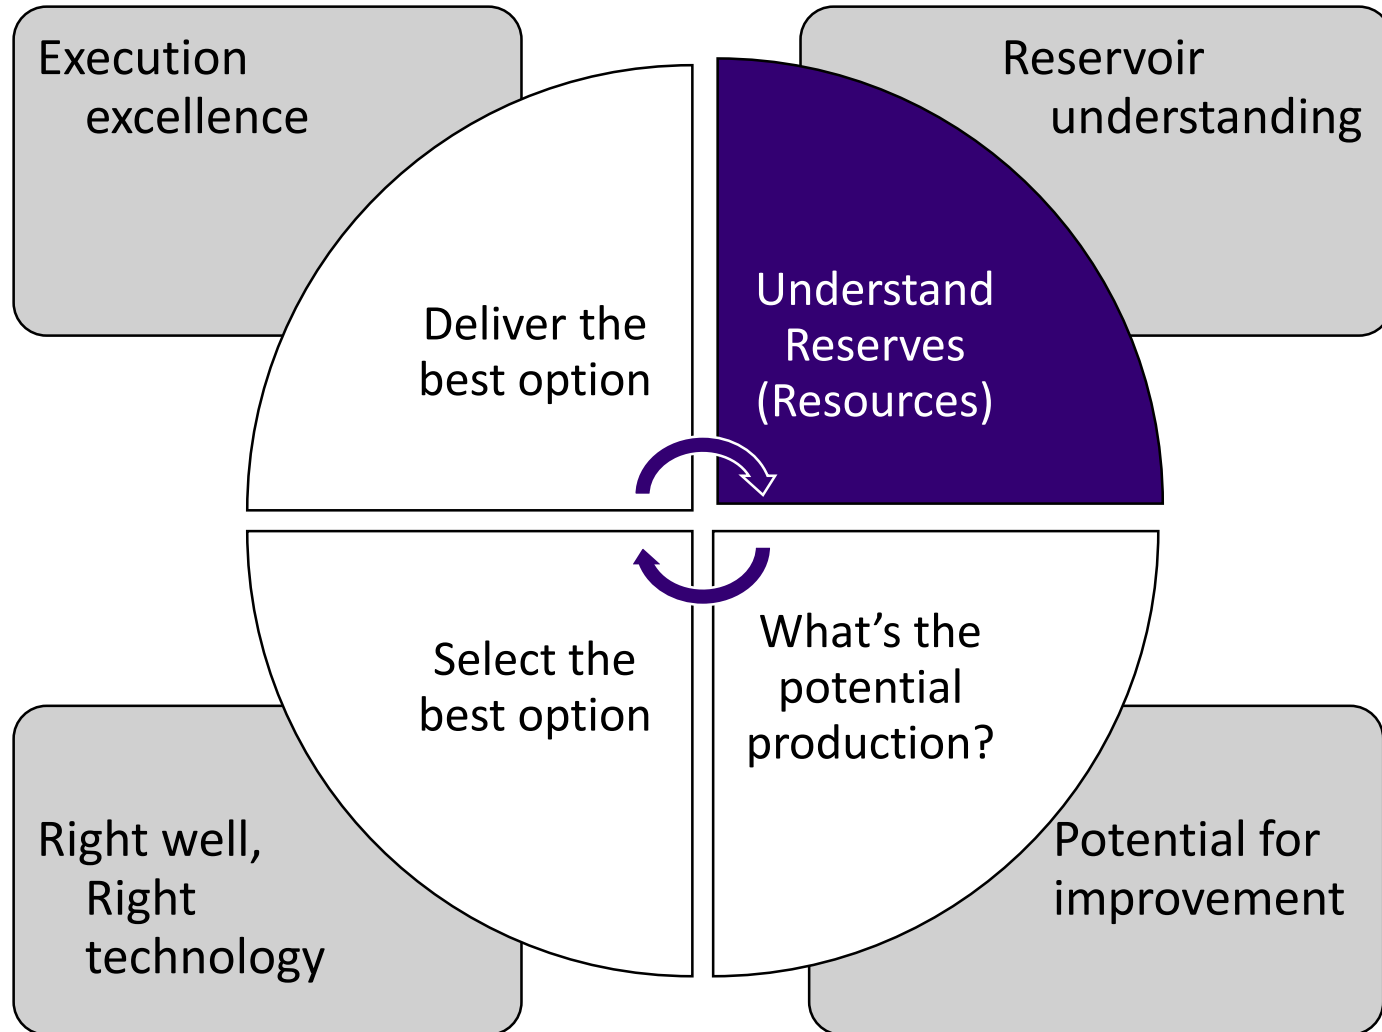 Execution
excellence
Reservoir
understanding
Deliver the
best option
Understand
Reserves
(Resources)
Select the
best option
What’s the
potential
production?
Right well,
Right
technology
Potential for
improvement